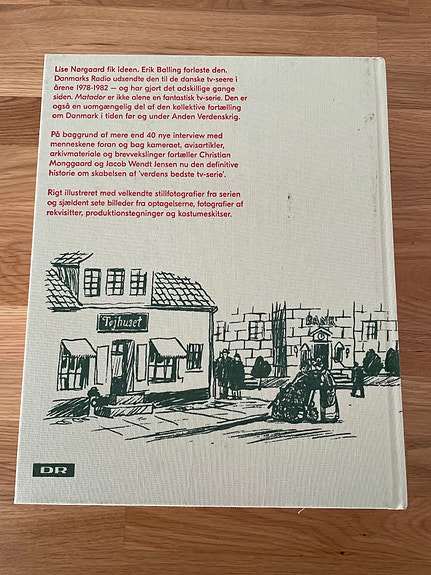 Lise Nørgaard fik ideen. Erik Balling forløste den.
Danmarks Radio udsendte den til de danske tv-seere i
årene 1978-1982 – og har gjort det adskillige gange
siden. Matador er ikke alene en fantastisk tv-serie. Den er
også en uomgængelig del af den kollektive fortælling
om Danmark i tiden før og under Anden Verdenskrig.
På baggrund af mere end 40 nye interview med
menneskene foran og bag kameraet, avisartikler,
arkivmateriale og brevvekslinger fortæller Christian
Monggaard og Jacob Wendt Jensen nu den definitive
historie om skabelsen af 'verdens bedste tv-serie'.
Rigt illustreret med velkendte stillfotografier fra serien
og sjældent sete billeder fra optagelserne, fotografier af
rekvisitter, produktionstegninger og kostumeskitser.
Tøjhuset
BANK
DR